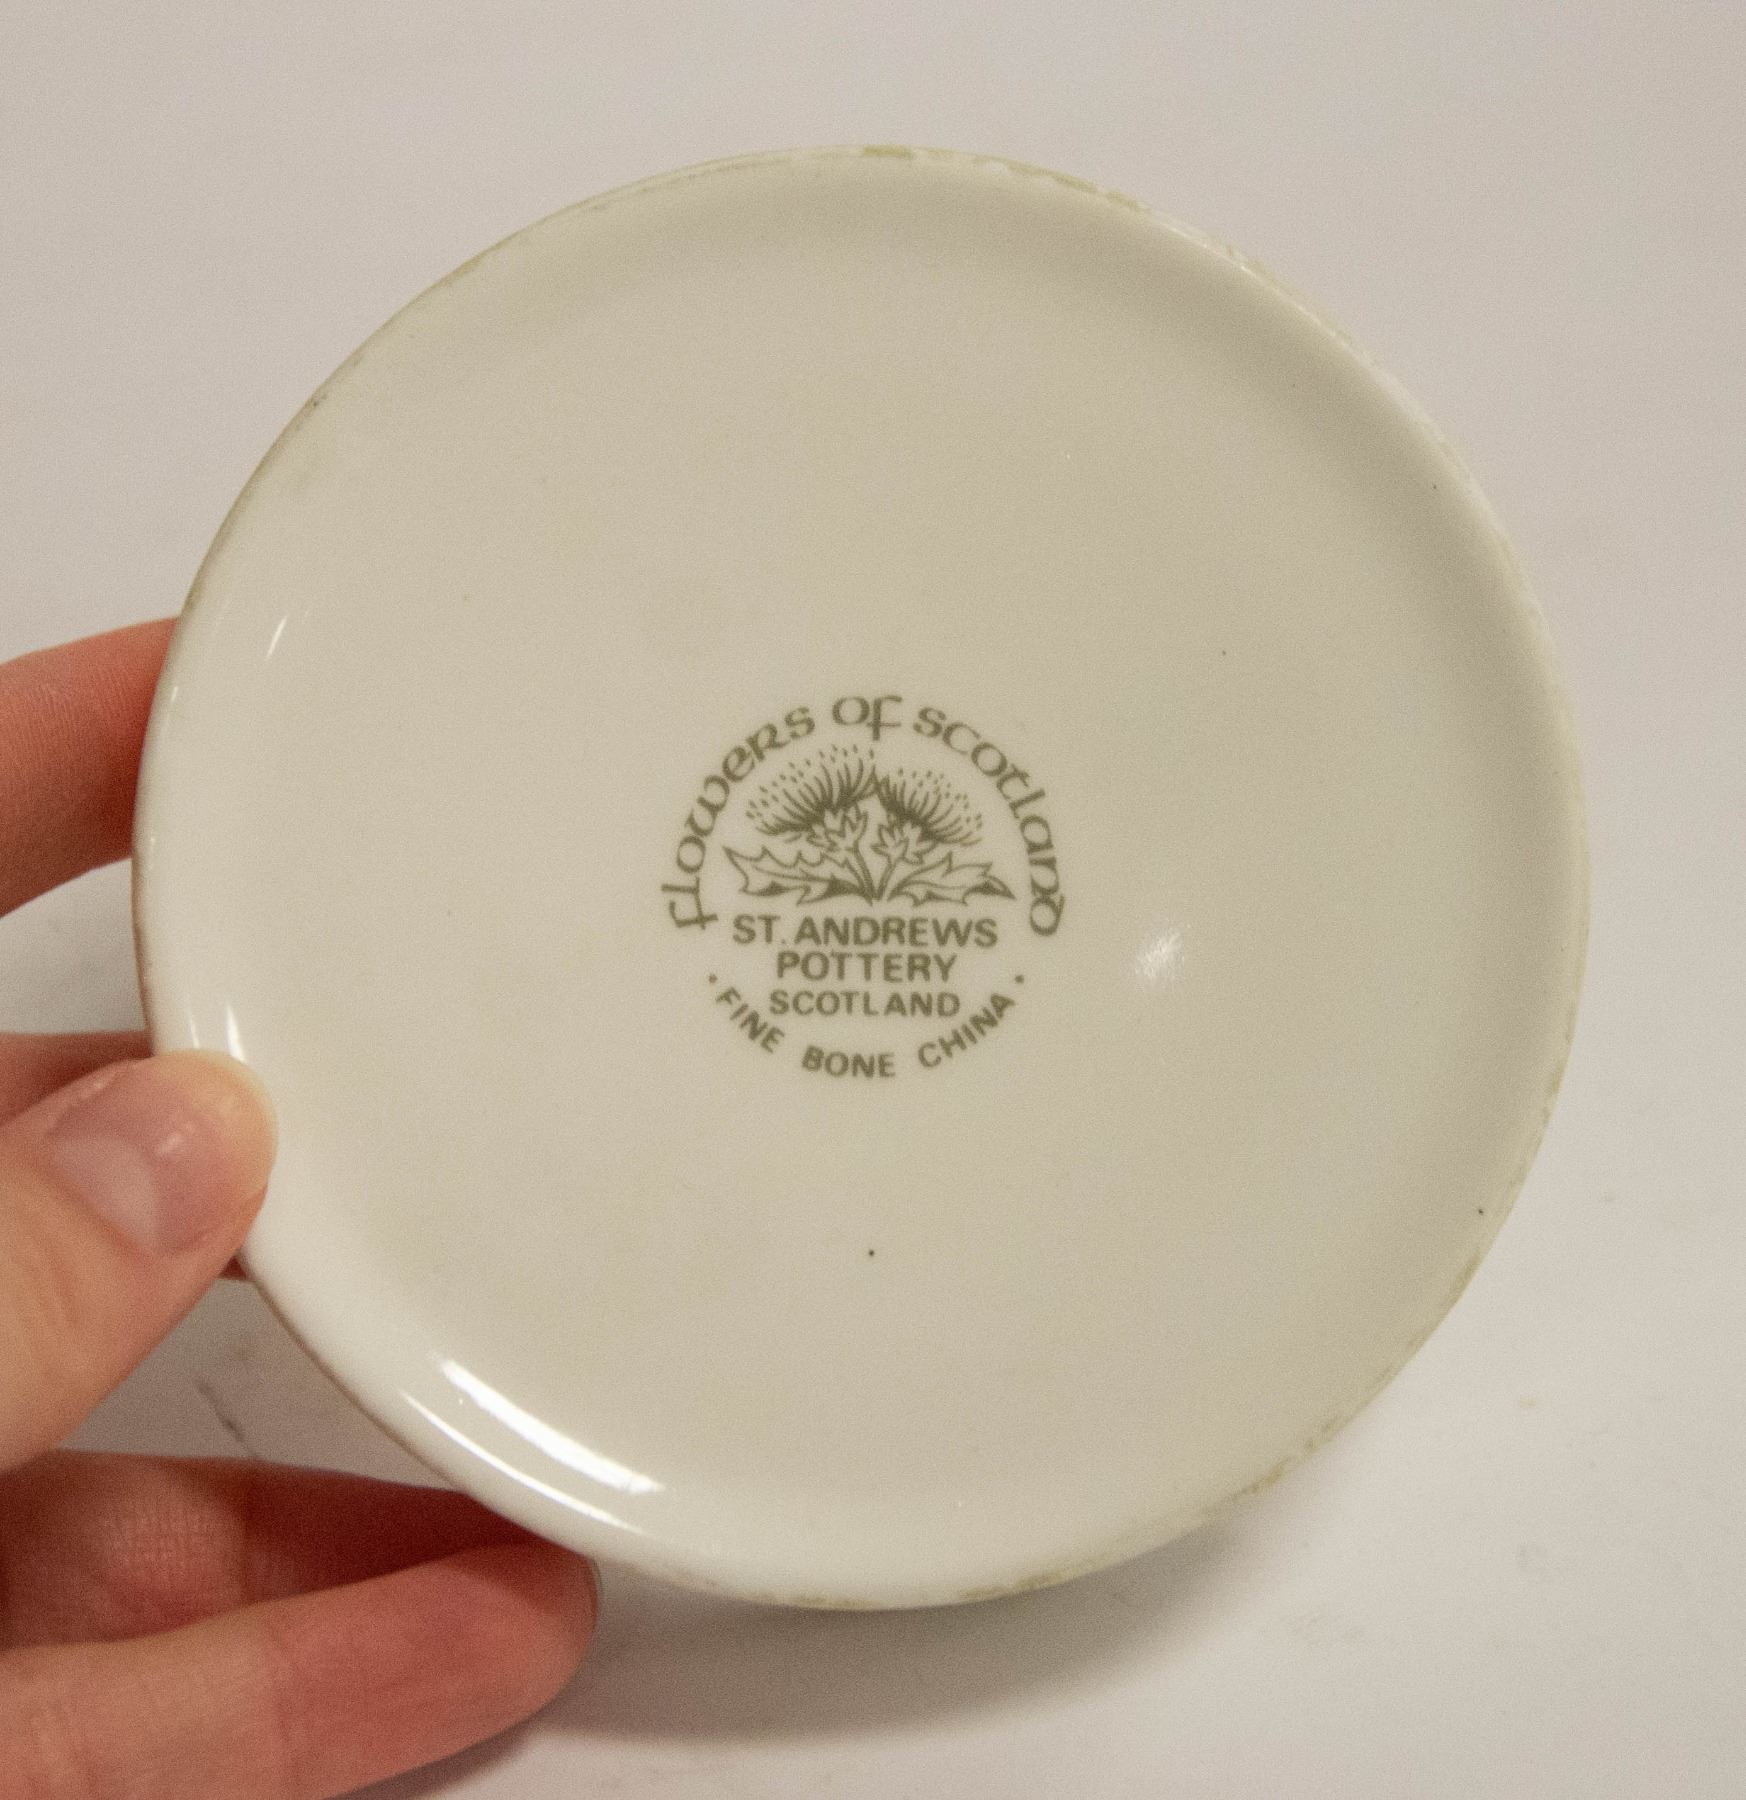 flowers of scotland
ST. ANDREWS
POTTERY
SCOTLAND
· FINE BONE CHINA ·